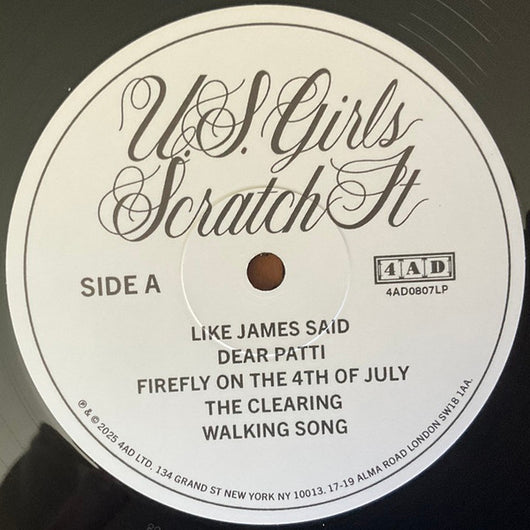 U.S. Girls
Scratch It
SIDE A
4AD
4AD0807LP
LIKE JAMES SAID
DEAR PATTI
FIREFLY ON THE 4TH OF JULY
THE CLEARING
WALKING SONG
℗ & © 2025 4AD LTD. 134 GRAND ST NEW YORK NY 10013. 17-19 ALMA ROAD LONDON SW18 1AA.